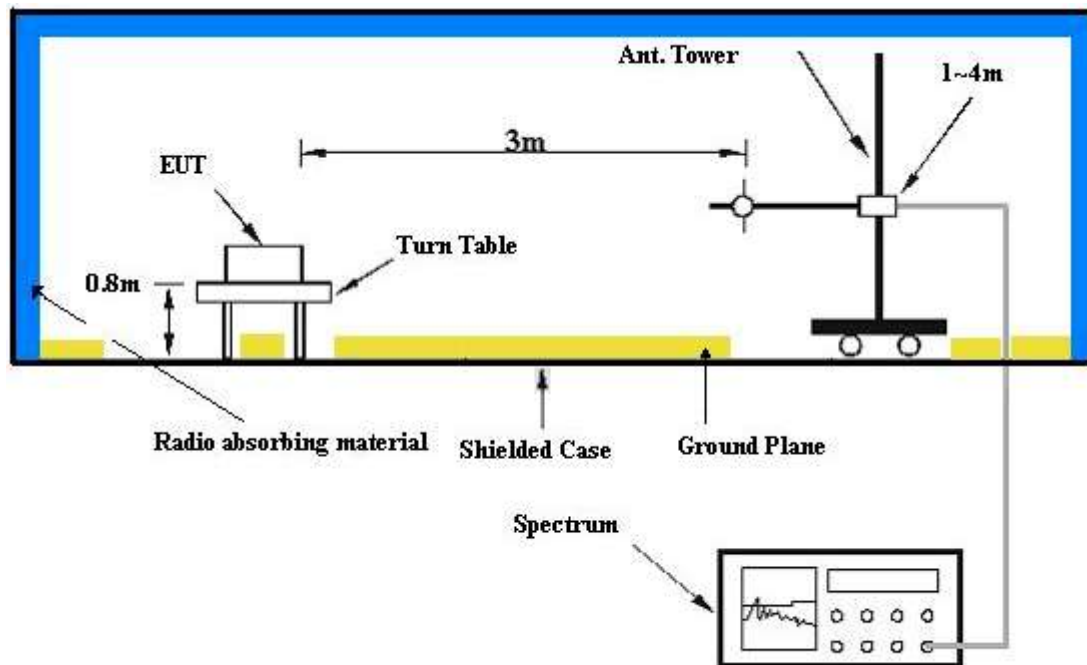 Ant. Tower
1~4m
3m
EUT
Turn Table
0.8m
Radio absorbing material
Shielded Case
Ground Plane
Spectrum